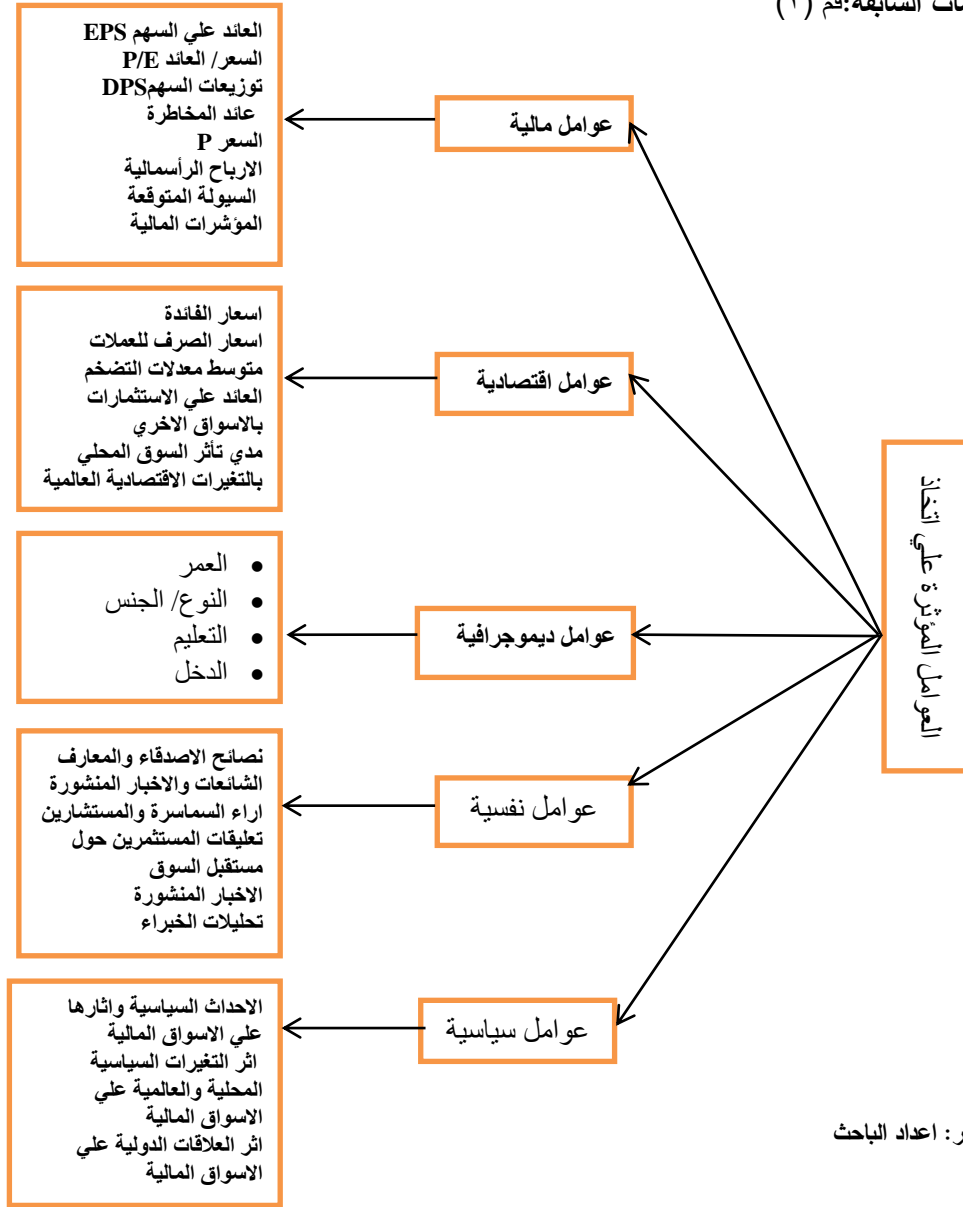 السابقة:قم (٢)
العوامل المؤثرة علي اتخاذ
عوامل مالية
العائد علي السهم EPS
السعر/ العائد P/E
توزيعات السهمDPS
عائد المخاطرة
السعر P
الارباح الرأسمالية
السيولة المتوقعة
المؤشرات المالية
عوامل اقتصادية
اسعار الفائدة
اسعار الصرف للعملات
متوسط معدلات التضخم
العائد علي الاستثمارات
بالاسواق الاخري
مدي تأثر السوق المحلي
بالتغيرات الاقتصادية العالمية
عوامل ديموجرافية
• العمر
• النوع/ الجنس
• التعليم
• الدخل
عوامل نفسية
نصائح الاصدقاء والمعارف
الشائعات والاخبار المنشورة
اراء السماسرة والمستشارين
تعليقات المستثمرين حول
مستقبل السوق
الاخبار المنشورة
تحليلات الخبراء
عوامل سياسية
الاحداث السياسية واثارها
علي الاسواق المالية
اثر التغيرات السياسية
المحلية والعالمية علي
الاسواق المالية
اثر العلاقات الدولية علي
الاسواق المالية
ر: اعداد الباحث